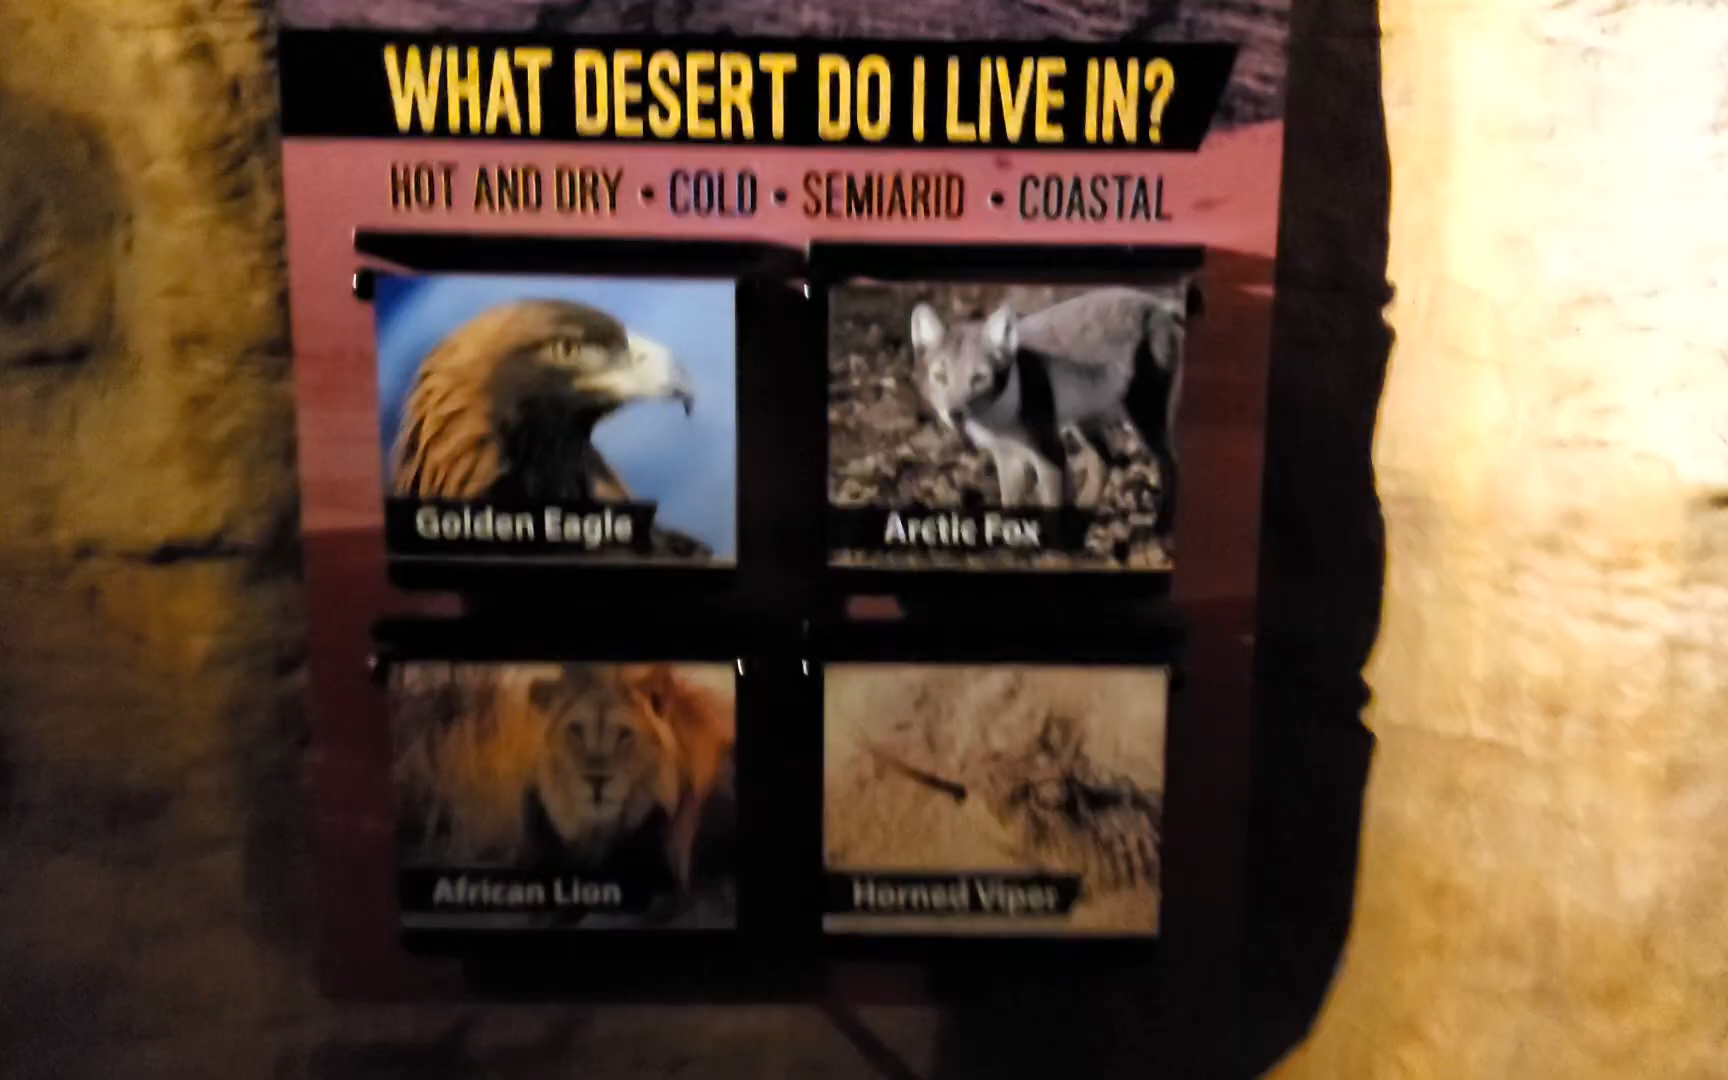 WHAT DESERT DO I LIVE IN?
HOT AND DRY • COLD • SEMIARID • COASTAL
Golden Eagle
Arctic Fox
African Lion
Horned Viper